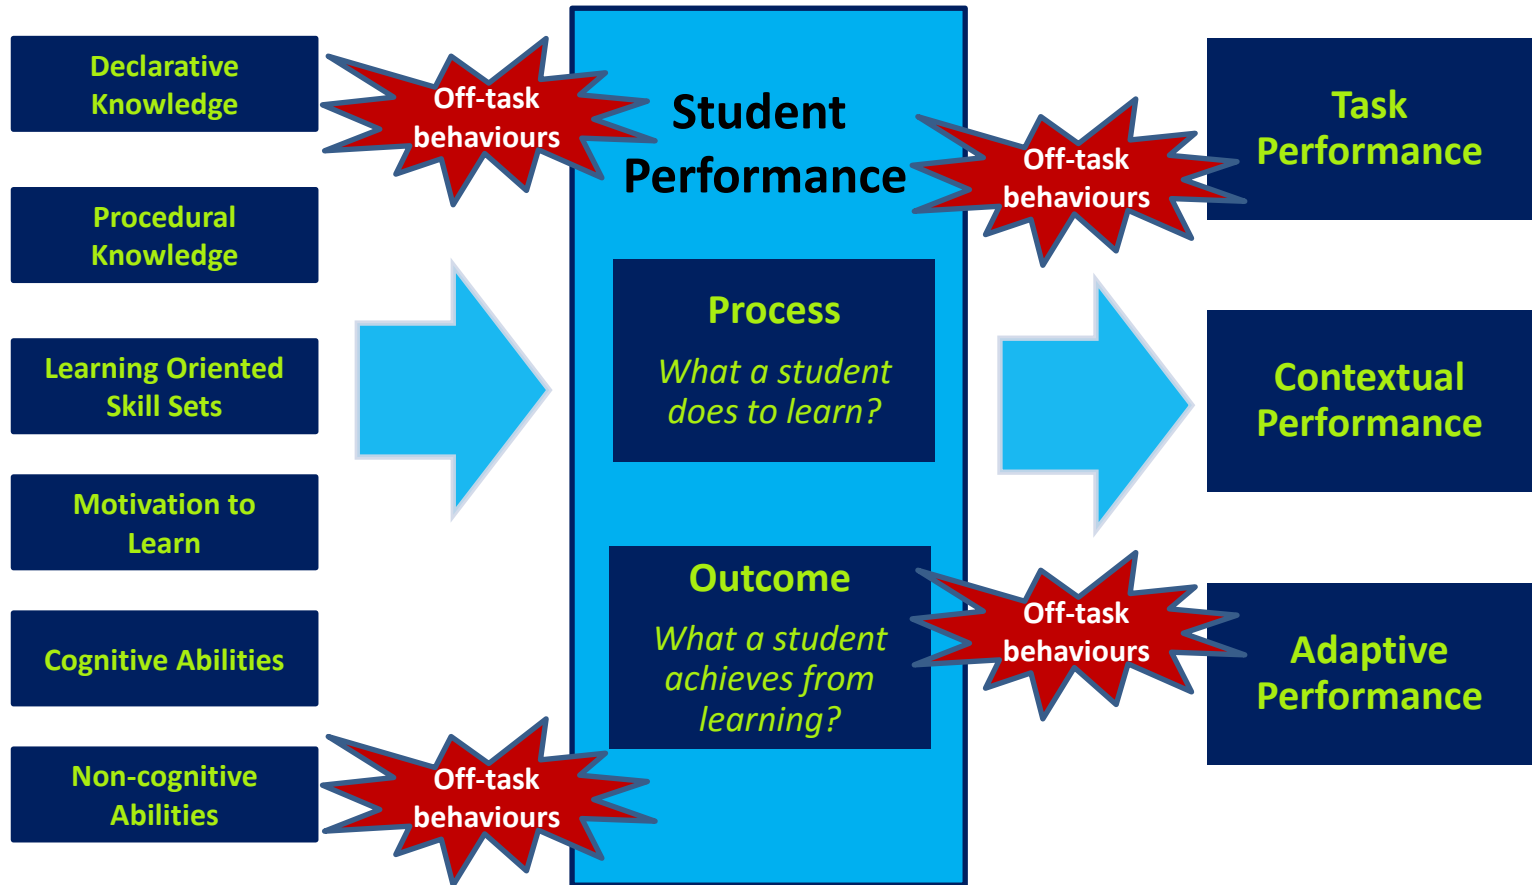 Declarative
Knowledge
Procedural
Knowledge
Learning Oriented
Skill Sets
Motivation to
Learn
Cognitive Abilities
Non-cognitive
Abilities
Off-task
behaviours
Off-task
behaviours
Student
Performance
Process
What a student
does to learn?
Outcome
What a student
achieves from
learning?
Off-task
behaviours
Off-task
behaviours
Task
Performance
Contextual
Performance
Adaptive
Performance